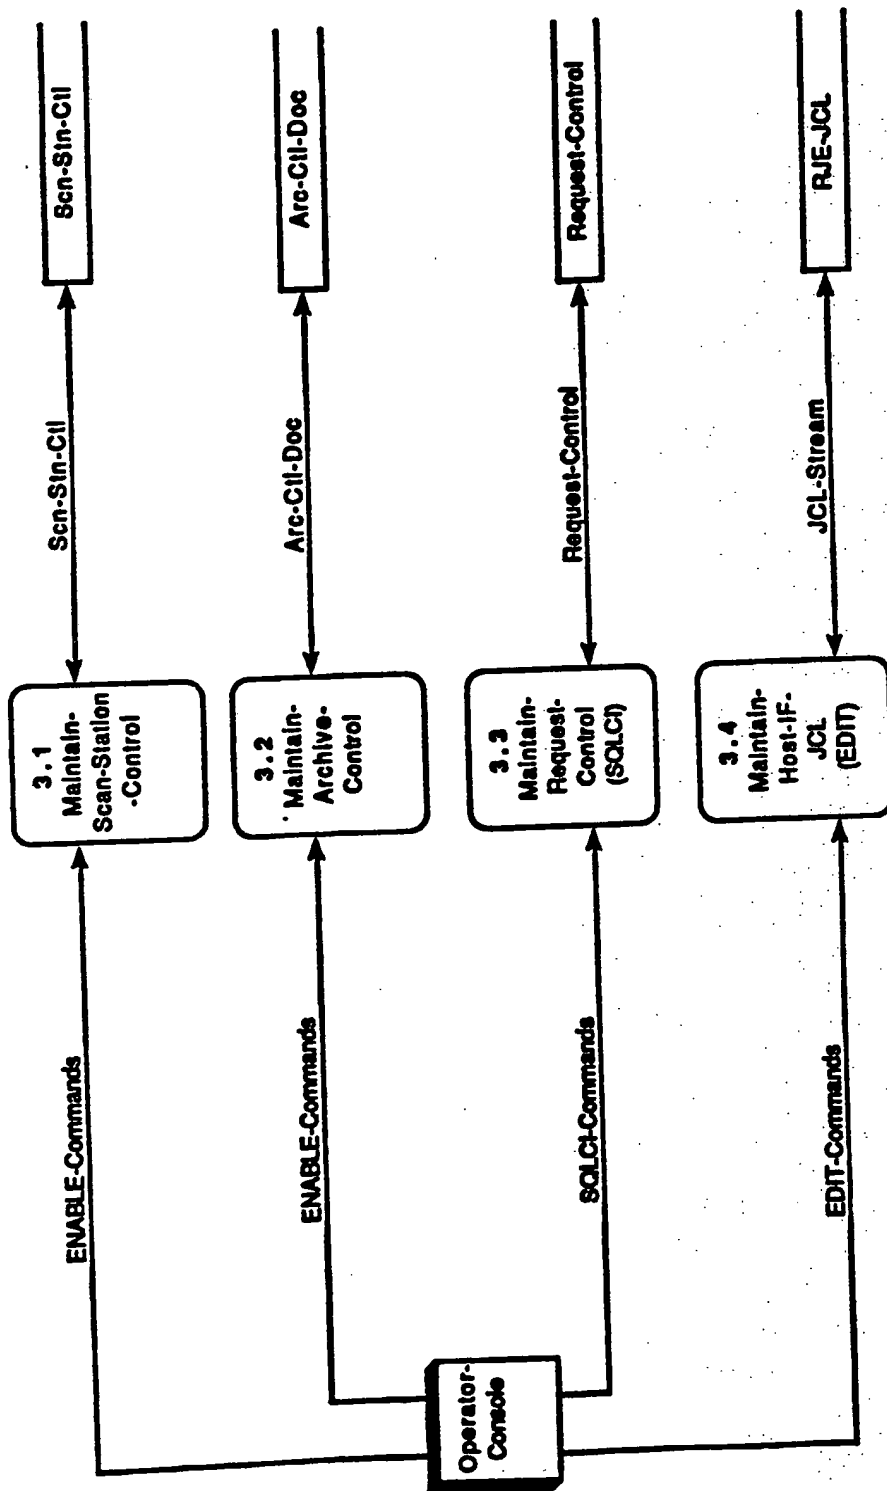 Operator-
Console
ENABLE-Commands
3.1
Maintain-
Scan-Station
-Control
Scn-Stn-Ctl
Scn-Stn-Ctl
ENABLE-Commands
3.2
Maintain-
Archive-
Control
Arc-Ctl-Doc
Arc-Ctl-Doc
SQLCI-Commands
3.3
Maintain-
Request-
Control
(SQLCI)
Request-Control
Request-Control
EDIT-Commands
3.4
Maintain-
Host-IF-
JCL
(EDIT)
JCL-Stream
RJE-JCL